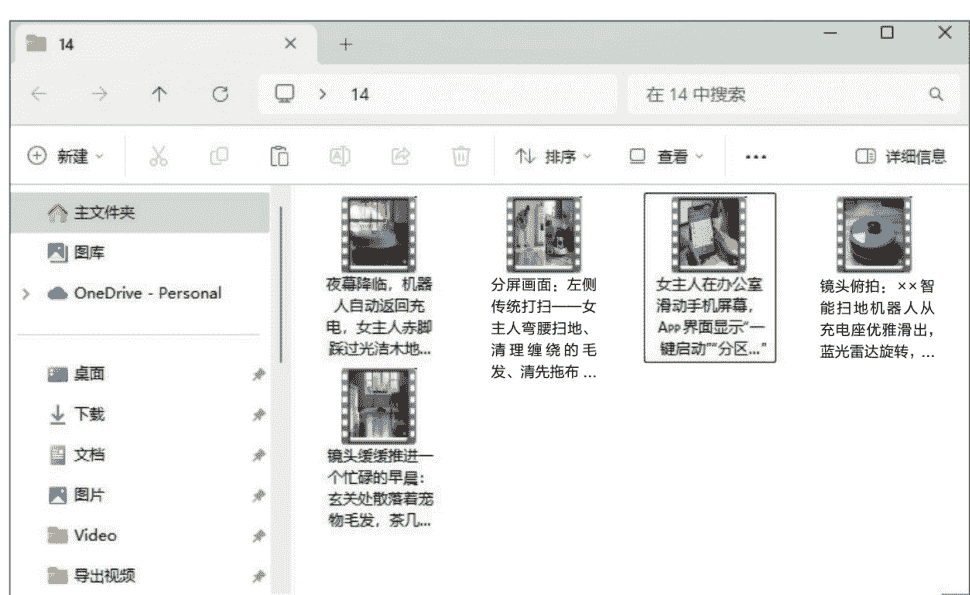 14
14
在 14 中搜索
新建
排序
查看
详细信息
主文件夹
图库
OneDrive - Personal
桌面
下载
文档
图片
Video
导出视频
夜幕降临，机器
人自动返回充
电，女主人赤脚
踩过光洁木地...
分屏画面：左侧
传统打扫——女
主人弯腰扫地、
清理缠绕的毛
发、清先拖布 ...
女主人在办公室
滑动手机屏幕，
App 界面显示“一
键启动”“分区...”
镜头俯拍：××智
能扫地机器人从
充电座优雅滑出，
蓝光雷达旋转，...
镜头缓缓推进一
个忙碌的早晨：
玄关处散落着宠
物毛发，茶几...